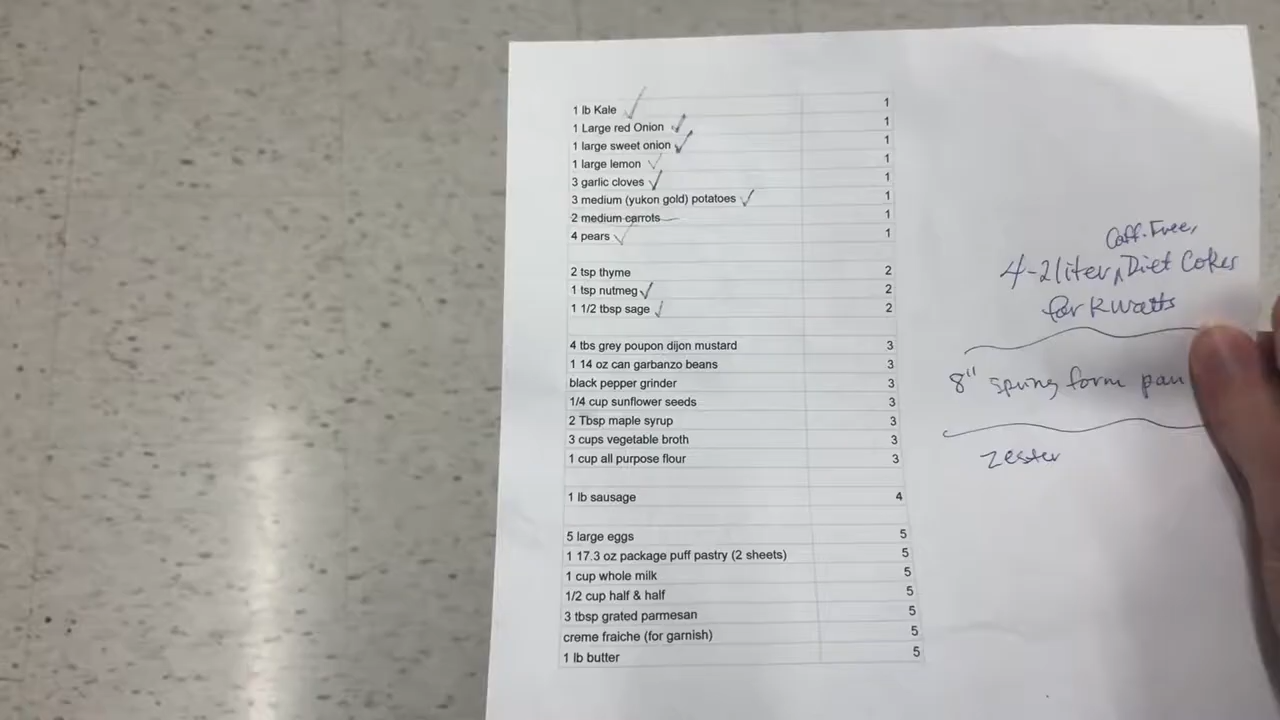 1 lb Kale ✓ 1
1 Large red Onion ✓ 1
1 large sweet onion ✓ 1
1 large lemon ✓ 1
3 garlic cloves ✓ 1
3 medium (yukon gold) potatoes ✓ 1
2 medium carrots 1
4 pears ✓ 1
2 tsp thyme 2
1 tsp nutmeg ✓ 2
1 1/2 tbsp sage ✓ 2
4 tbs grey poupon dijon mustard 3
1 14 oz can garbanzo beans 3
black pepper grinder 3
1/4 cup sunflower seeds 3
2 Tbsp maple syrup 3
3 cups vegetable broth 3
1 cup all purpose flour 3
1 lb sausage 4
5 large eggs 5
1 17.3 oz package puff pastry (2 sheets) 5
1 cup whole milk 5
1/2 cup half & half 5
3 tbsp grated parmesan 5
creme fraiche (for garnish) 5
1 lb butter 5
Caff. Free,
4-2 liter ^ Diet Cokes
for RWatts
8" spring form pan
zester